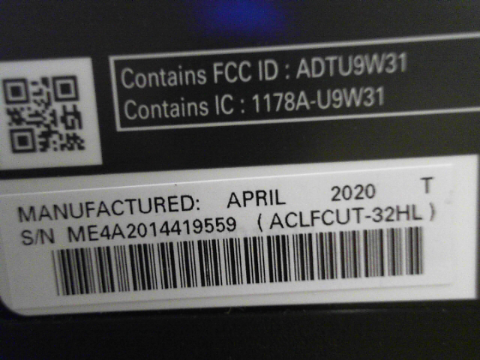 Contains FCC ID : ADTU9W31
Contains IC : 1178A-U9W31
MANUFACTURED: APRIL 2020 T
S/N ME4A2014419559 (ACLFCUT-32HL)